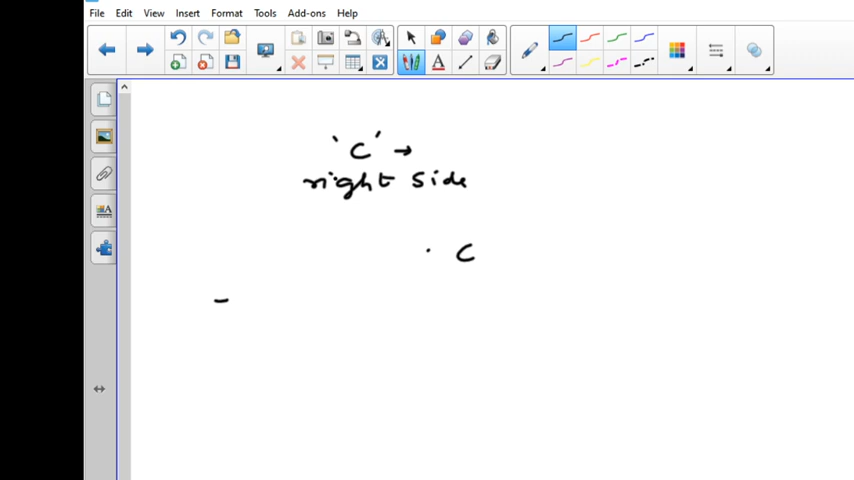 File Edit View Insert Format Tools Add-ons Help
'C' →
right side
. C
-